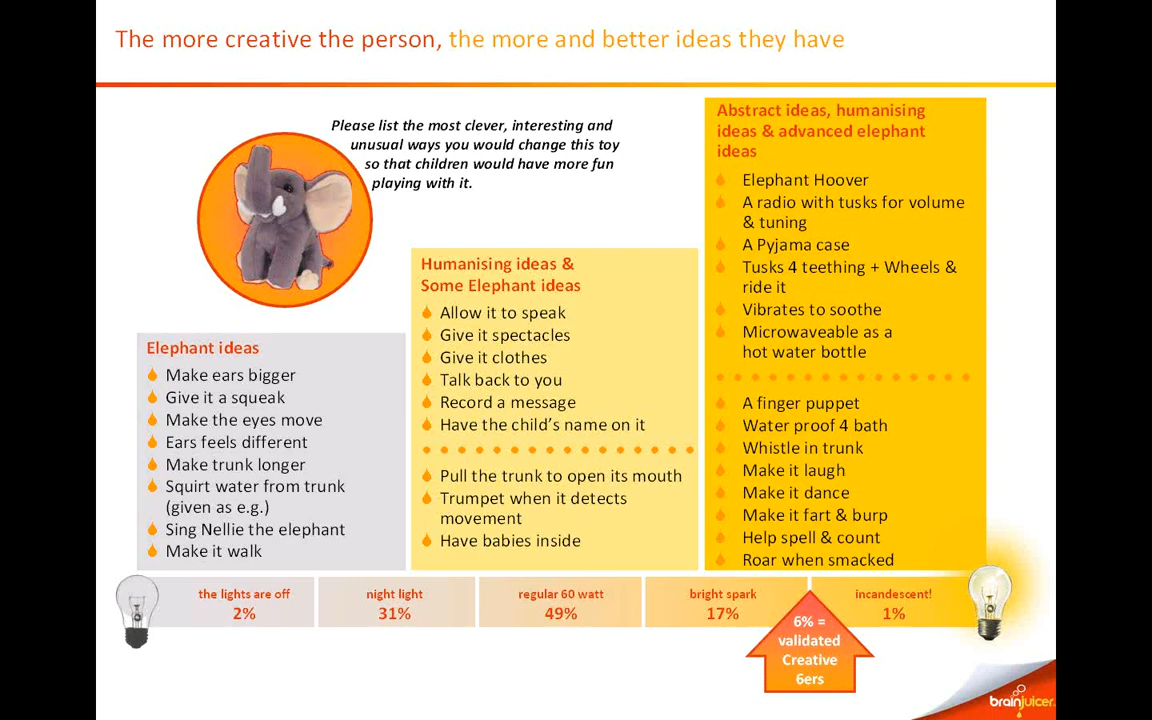 The more creative the person, the more and better ideas they have
Please list the most clever, interesting and
unusual ways you would change this toy
so that children would have more fun
playing with it.
Elephant ideas
Make ears bigger
Give it a squeak
Make the eyes move
Ears feels different
Make trunk longer
Squirt water from trunk
(given as e.g.)
Sing Nellie the elephant
Make it walk
Humanising ideas &
Some Elephant ideas
Allow it to speak
Give it spectacles
Give it clothes
Talk back to you
Record a message
Have the child's name on it
Pull the trunk to open its mouth
Trumpet when it detects
movement
Have babies inside
Abstract ideas, humanising
ideas & advanced elephant
ideas
Elephant Hoover
A radio with tusks for volume
& tuning
A Pyjama case
Tusks 4 teething + Wheels &
ride it
Vibrates to soothe
Microwaveable as a
hot water bottle
A finger puppet
Water proof 4 bath
Whistle in trunk
Make it laugh
Make it dance
Make it fart & burp
Help spell & count
Roar when smacked
the lights are off
2%
night light
31%
regular 60 watt
49%
bright spark
17%
incandescent!
1%
6% =
validated
Creative
6ers
brainjuicer